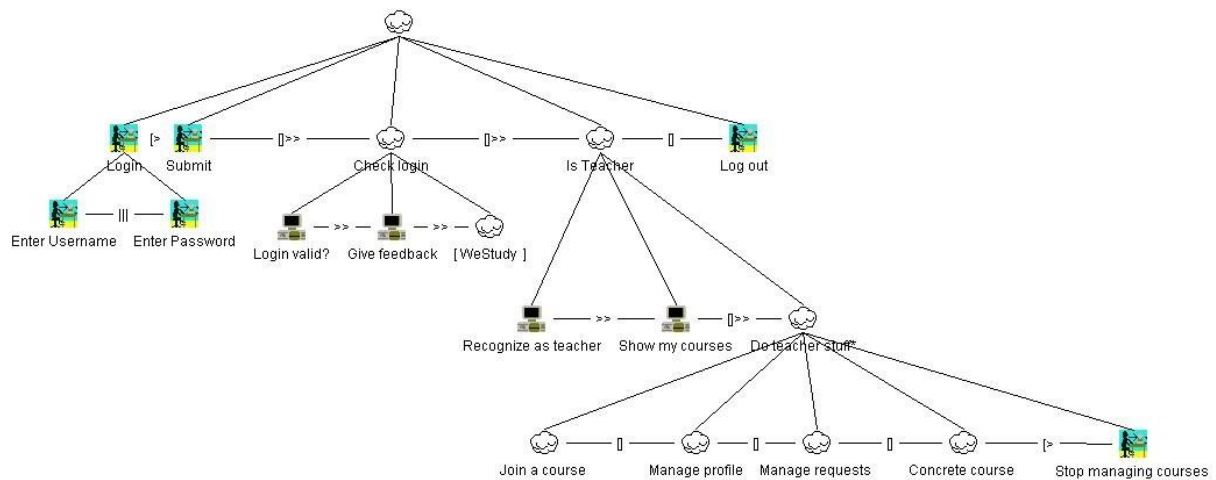 [> []>> []>> []
Login Submit Check login Is Teacher Log out
||| >> >>
Enter Username Enter Password Login valid? Give feedback [ WeStudy ]
>> []>>
Recognize as teacher Show my courses Do teacher stuff*
[] [] [] [>
Join a course Manage profile Manage requests Concrete course Stop managing courses